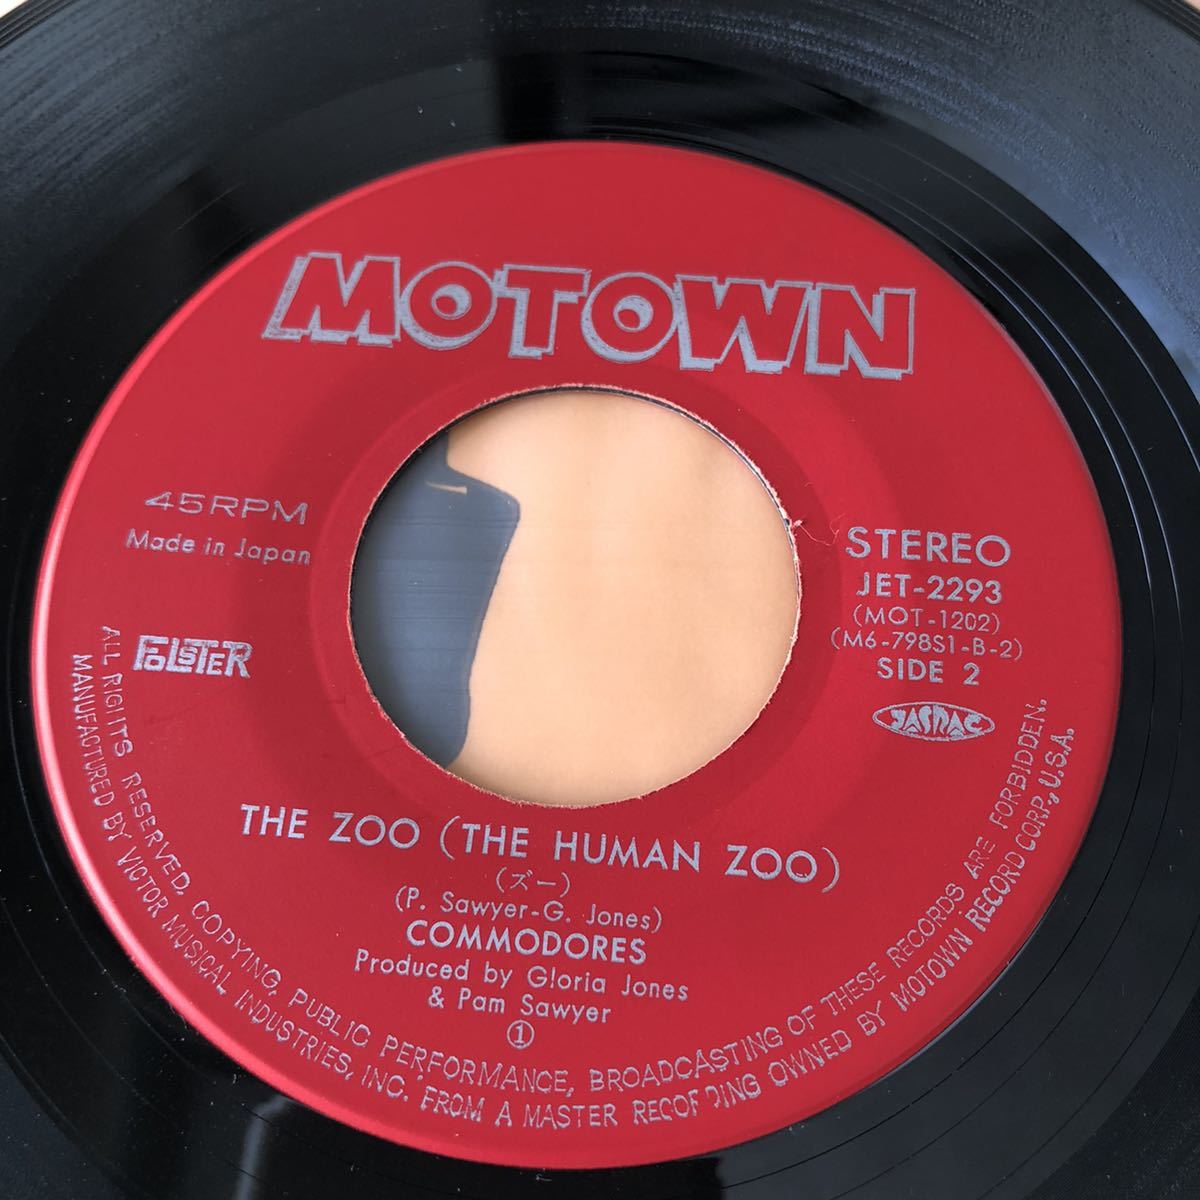 MOTOWN
45RPM
Made in Japan
FOLSTER
STEREO
JET-2293
(MOT-1202)
(M6-798S1-B-2)
SIDE 2
JASRAC
THE ZOO (THE HUMAN ZOO)
(ズー)
(P. Sawyer-G. Jones)
COMMODORES
Produced by Gloria Jones
& Pam Sawyer
①
ALL RIGHTS RESERVED. COPYING, PUBLIC PERFORMANCE, BROADCASTING OF THESE RECORDS ARE FORBIDDEN.
MANUFACTURED BY VICTOR MUSICAL INDUSTRIES, INC. FROM A MASTER RECORDING OWNED BY MOTOWN RECORD CORP., U.S.A.